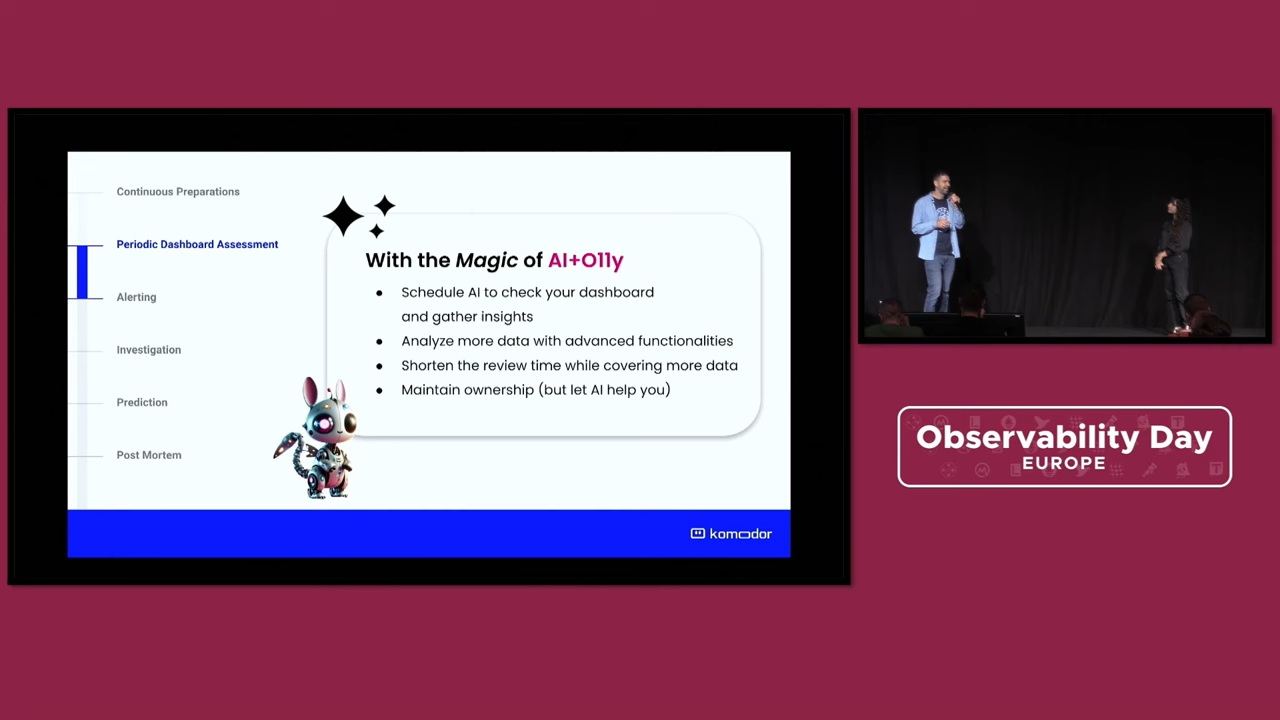 Continuous Preparations
Periodic Dashboard Assessment
Alerting
Investigation
Prediction
Post Mortem
With the Magic of AI+O11y
● Schedule AI to check your dashboard
and gather insights
● Analyze more data with advanced functionalities
● Shorten the review time while covering more data
● Maintain ownership (but let AI help you)
komodor
Observability Day
EUROPE